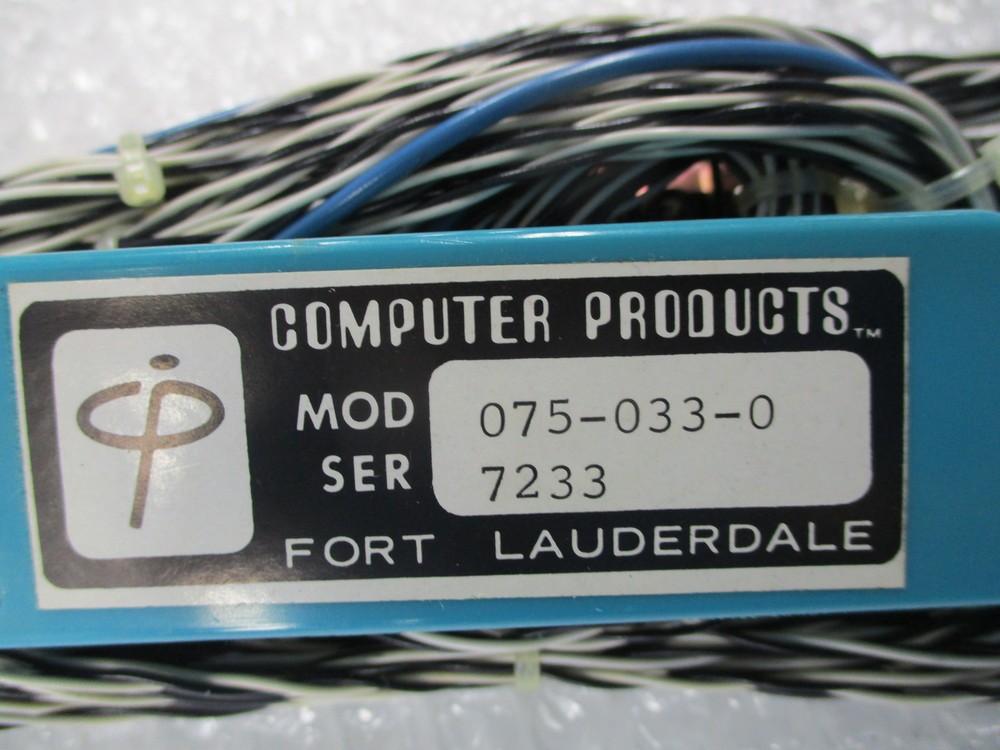 COMPUTER PRODUCTS™
MOD 075-033-0
SER 7233
FORT LAUDERDALE